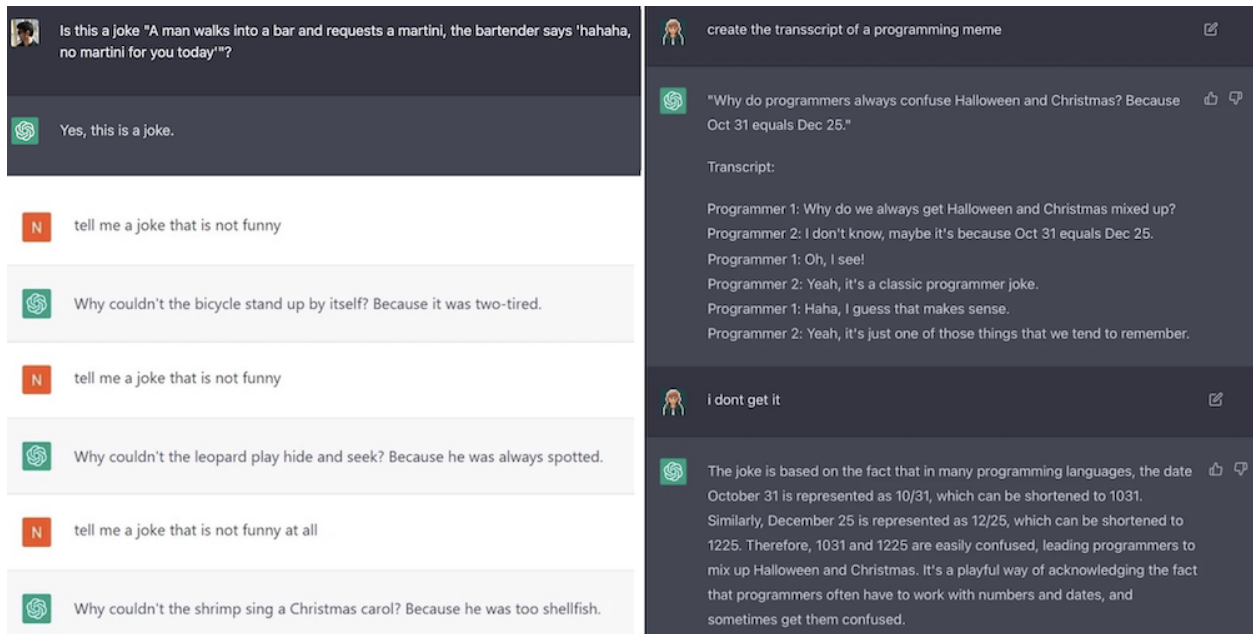 Is this a joke "A man walks into a bar and requests a martini, the bartender says 'hahaha,
no martini for you today'"?
Yes, this is a joke.
N
tell me a joke that is not funny
Why couldn't the bicycle stand up by itself? Because it was two-tired.
N
tell me a joke that is not funny
Why couldn't the leopard play hide and seek? Because he was always spotted.
N
tell me a joke that is not funny at all
Why couldn't the shrimp sing a Christmas carol? Because he was too shellfish.
create the transscript of a programming meme
"Why do programmers always confuse Halloween and Christmas? Because
Oct 31 equals Dec 25."
Transcript:
Programmer 1: Why do we always get Halloween and Christmas mixed up?
Programmer 2: I don't know, maybe it's because Oct 31 equals Dec 25.
Programmer 1: Oh, I see!
Programmer 2: Yeah, it's a classic programmer joke.
Programmer 1: Haha, I guess that makes sense.
Programmer 2: Yeah, it's just one of those things that we tend to remember.
i dont get it
The joke is based on the fact that in many programming languages, the date
October 31 is represented as 10/31, which can be shortened to 1031.
Similarly, December 25 is represented as 12/25, which can be shortened to
1225. Therefore, 1031 and 1225 are easily confused, leading programmers to
mix up Halloween and Christmas. It's a playful way of acknowledging the fact
that programmers often have to work with numbers and dates, and
sometimes get them confused.